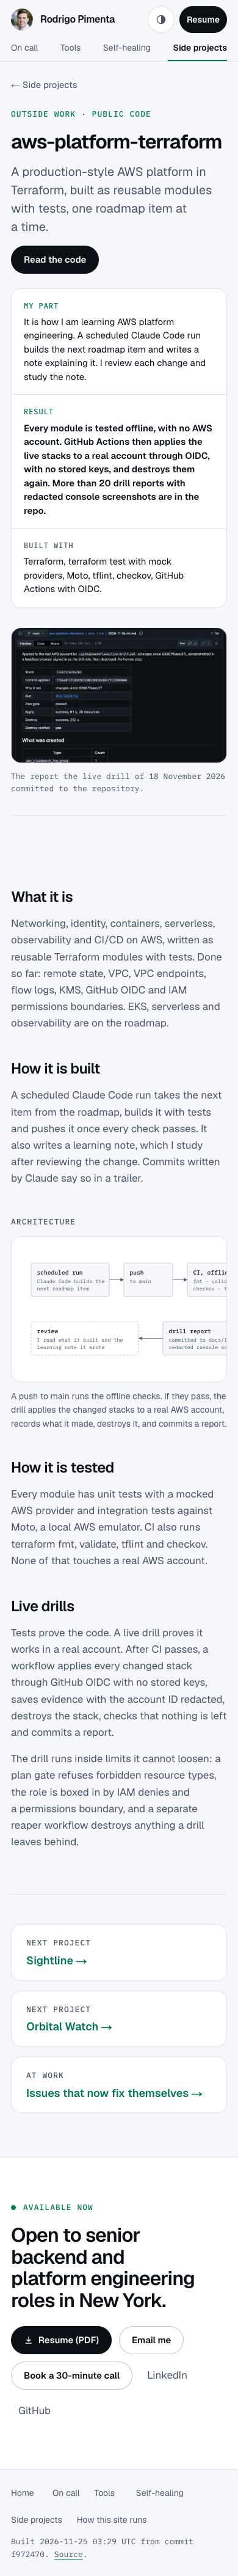 Rodrigo Pimenta
Resume
On call Tools Self-healing Side projects
← Side projects
OUTSIDE WORK · PUBLIC CODE
aws-platform-terraform
A production-style AWS platform in
Terraform, built as reusable modules
with tests, one roadmap item at
a time.
Read the code
MY PART
It is how I am learning AWS platform
engineering. A scheduled Claude Code run
builds the next roadmap item and writes a
note explaining it. I review each change and
study the note.
RESULT
Every module is tested offline, with no AWS
account. GitHub Actions then applies the
live stacks to a real account through OIDC,
with no stored keys, and destroys them
again. More than 20 drill reports with
redacted console screenshots are in the
repo.
BUILT WITH
Terraform, terraform test with mock
providers, Moto, tflint, checkov, GitHub
Actions with OIDC.
What was created
The report the live drill of 18 November 2026
committed to the repository.
What it is
Networking, identity, containers, serverless,
observability and CI/CD on AWS, written as
reusable Terraform modules with tests. Done
so far: remote state, VPC, VPC endpoints,
flow logs, KMS, GitHub OIDC and IAM
permissions boundaries. EKS, serverless and
observability are on the roadmap.
How it is built
A scheduled Claude Code run takes the next
item from the roadmap, builds it with tests
and pushes it once every check passes. It
also writes a learning note, which I study
after reviewing the change. Commits written
by Claude say so in a trailer.
ARCHITECTURE
scheduled run
Claude Code builds the
next roadmap item
push
to main
CI, offlin
fmt · valid
checkov · t
review
I read what it built and the
learning note it wrote
drill report
committed to docs/l
redacted console sc
A push to main runs the offline checks. If they pass, the
drill applies the changed stacks to a real AWS account,
records what it made, destroys it, and commits a report.
How it is tested
Every module has unit tests with a mocked
AWS provider and integration tests against
Moto, a local AWS emulator. CI also runs
terraform fmt, validate, tflint and checkov.
None of that touches a real AWS account.
Live drills
Tests prove the code. A live drill proves it
works in a real account. After CI passes, a
workflow applies every changed stack
through GitHub OIDC with no stored keys,
saves evidence with the account ID redacted,
destroys the stack, checks that nothing is left
and commits a report.
The drill runs inside limits it cannot loosen: a
plan gate refuses forbidden resource types,
the role is boxed in by IAM denies and
a permissions boundary, and a separate
reaper workflow destroys anything a drill
leaves behind.
NEXT PROJECT
Sightline →
NEXT PROJECT
Orbital Watch →
AT WORK
Issues that now fix themselves →
AVAILABLE NOW
Open to senior
backend and
platform engineering
roles in New York.
Resume (PDF) Email me
Book a 30-minute call LinkedIn
GitHub
Home On call Tools Self-healing
Side projects How this site runs
Built 2026-11-25 03:29 UTC from commit
f972470. Source.